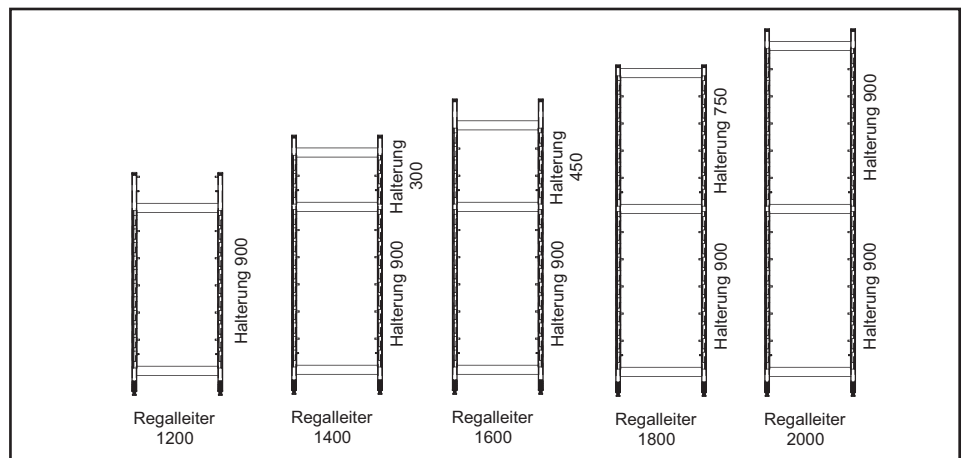 Halterung 900
Regalleiter
1200
Halterung
300
Halterung 900
Regalleiter
1400
Halterung
450
Halterung 900
Regalleiter
1600
Halterung 750
Halterung 900
Regalleiter
1800
Halterung 900
Halterung 900
Regalleiter
2000